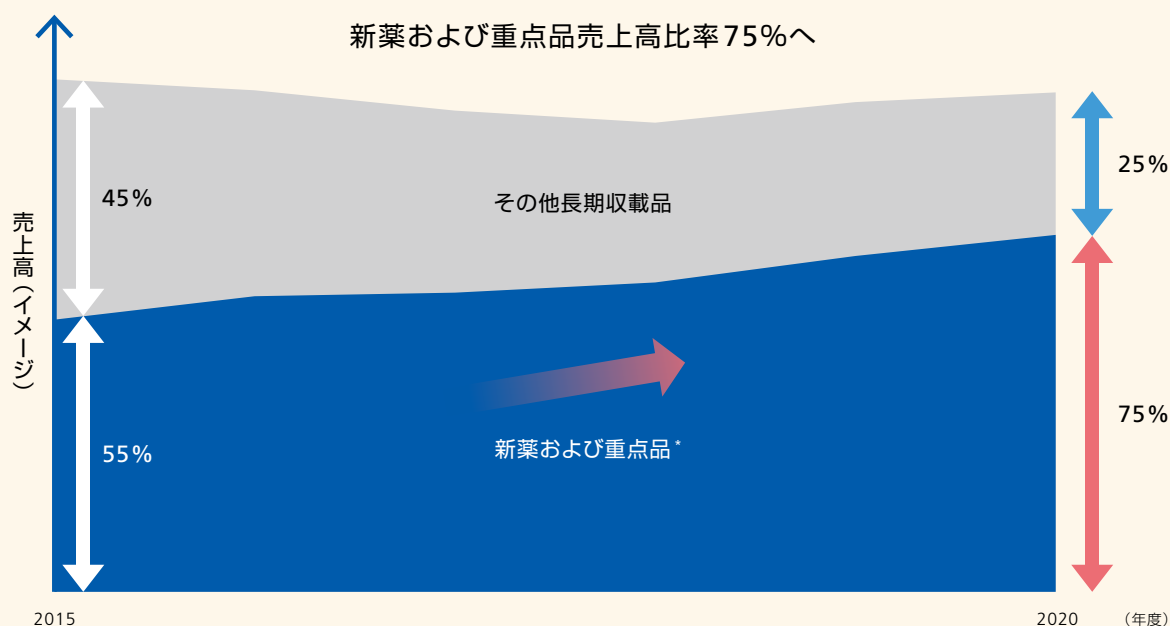 新薬および重点品売上高比率75%へ
45%
その他長期収載品
25%
売上高（イメージ）
55%
新薬および重点品*
75%
2015
2020
（年度）